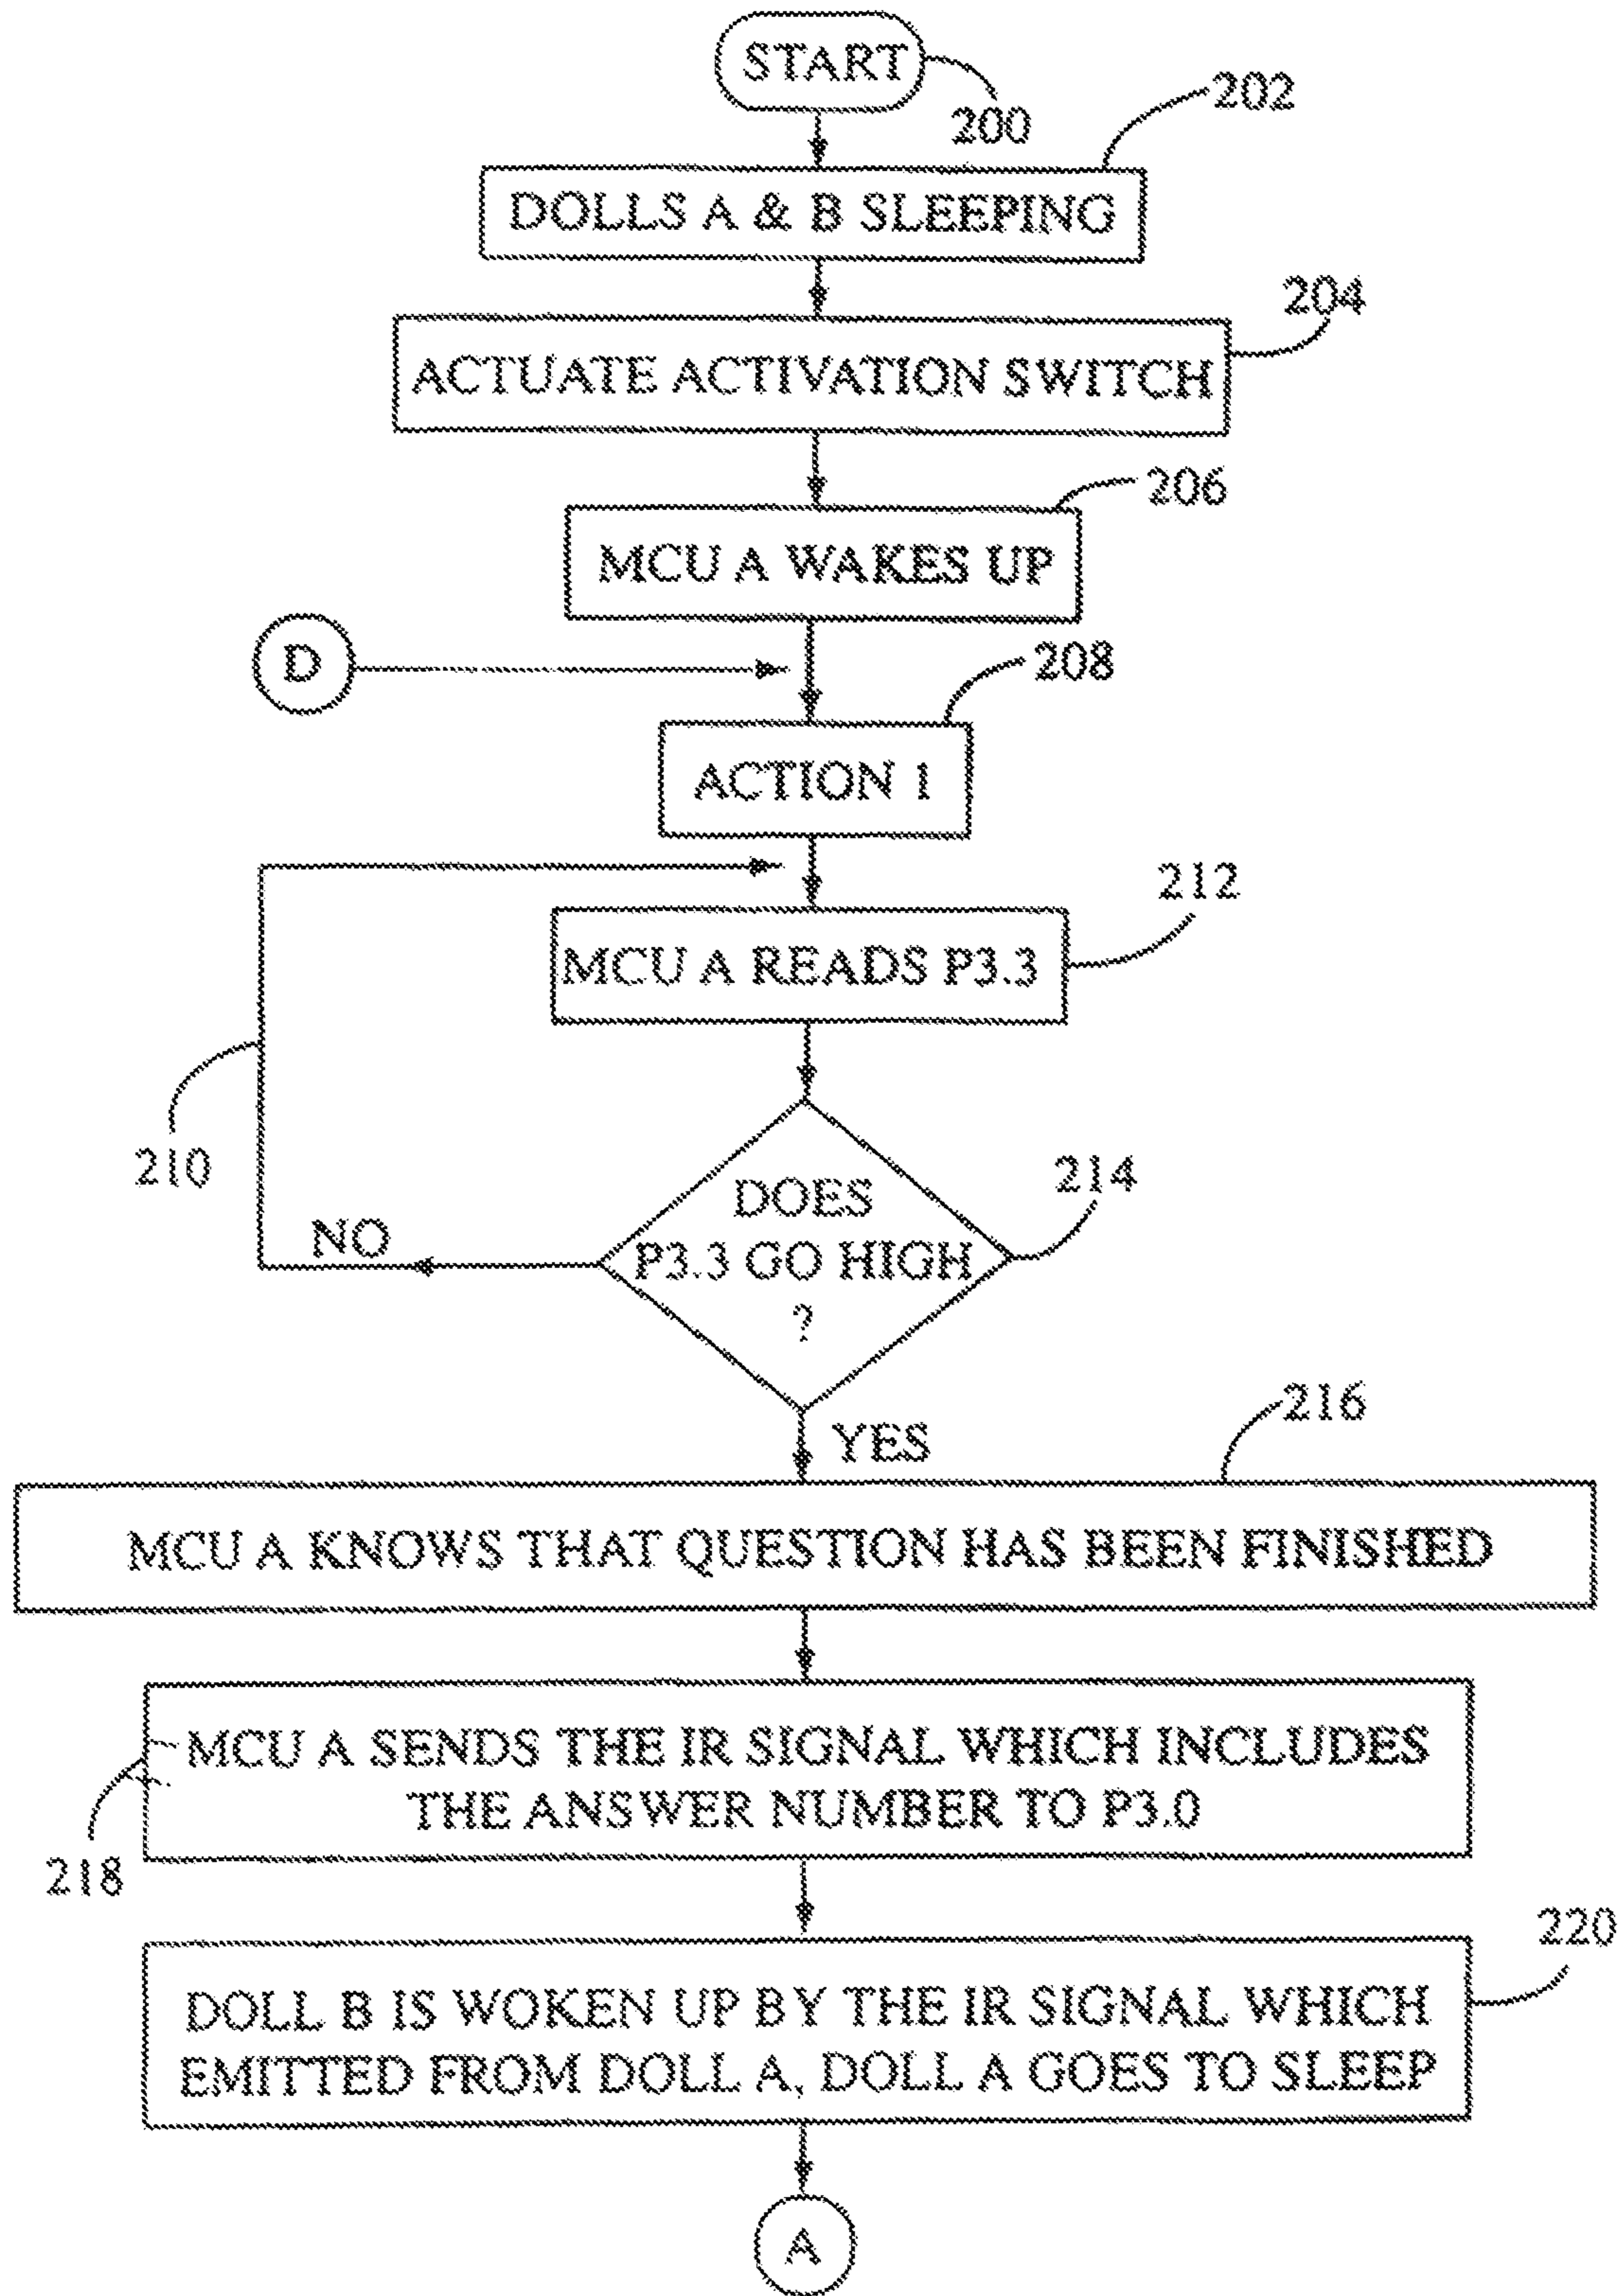 START
200
202
DOLLS A & B SLEEPING
204
ACTUATE ACTIVATION SWITCH
206
MCU A WAKES UP
D
208
ACTION 1
212
MCU A READS P3.3
210
214
DOES
P3.3 GO HIGH
?
NO
YES
216
MCU A KNOWS THAT QUESTION HAS BEEN FINISHED
MCU A SENDS THE IR SIGNAL WHICH INCLUDES
THE ANSWER NUMBER TO P3.0
218
220
DOLL B IS WOKEN UP BY THE IR SIGNAL WHICH
EMITTED FROM DOLL A, DOLL A GOES TO SLEEP
A